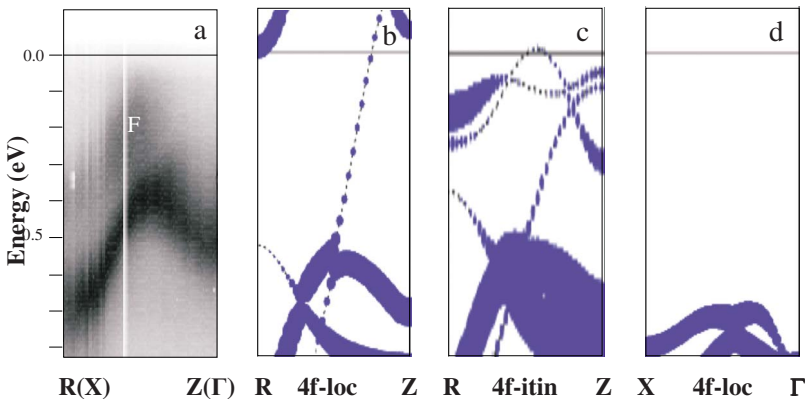 a b c d
0.0
F
0.5
Energy (eV)
R(X) Z(Γ) R 4f-loc Z R 4f-itin Z X 4f-loc Γ